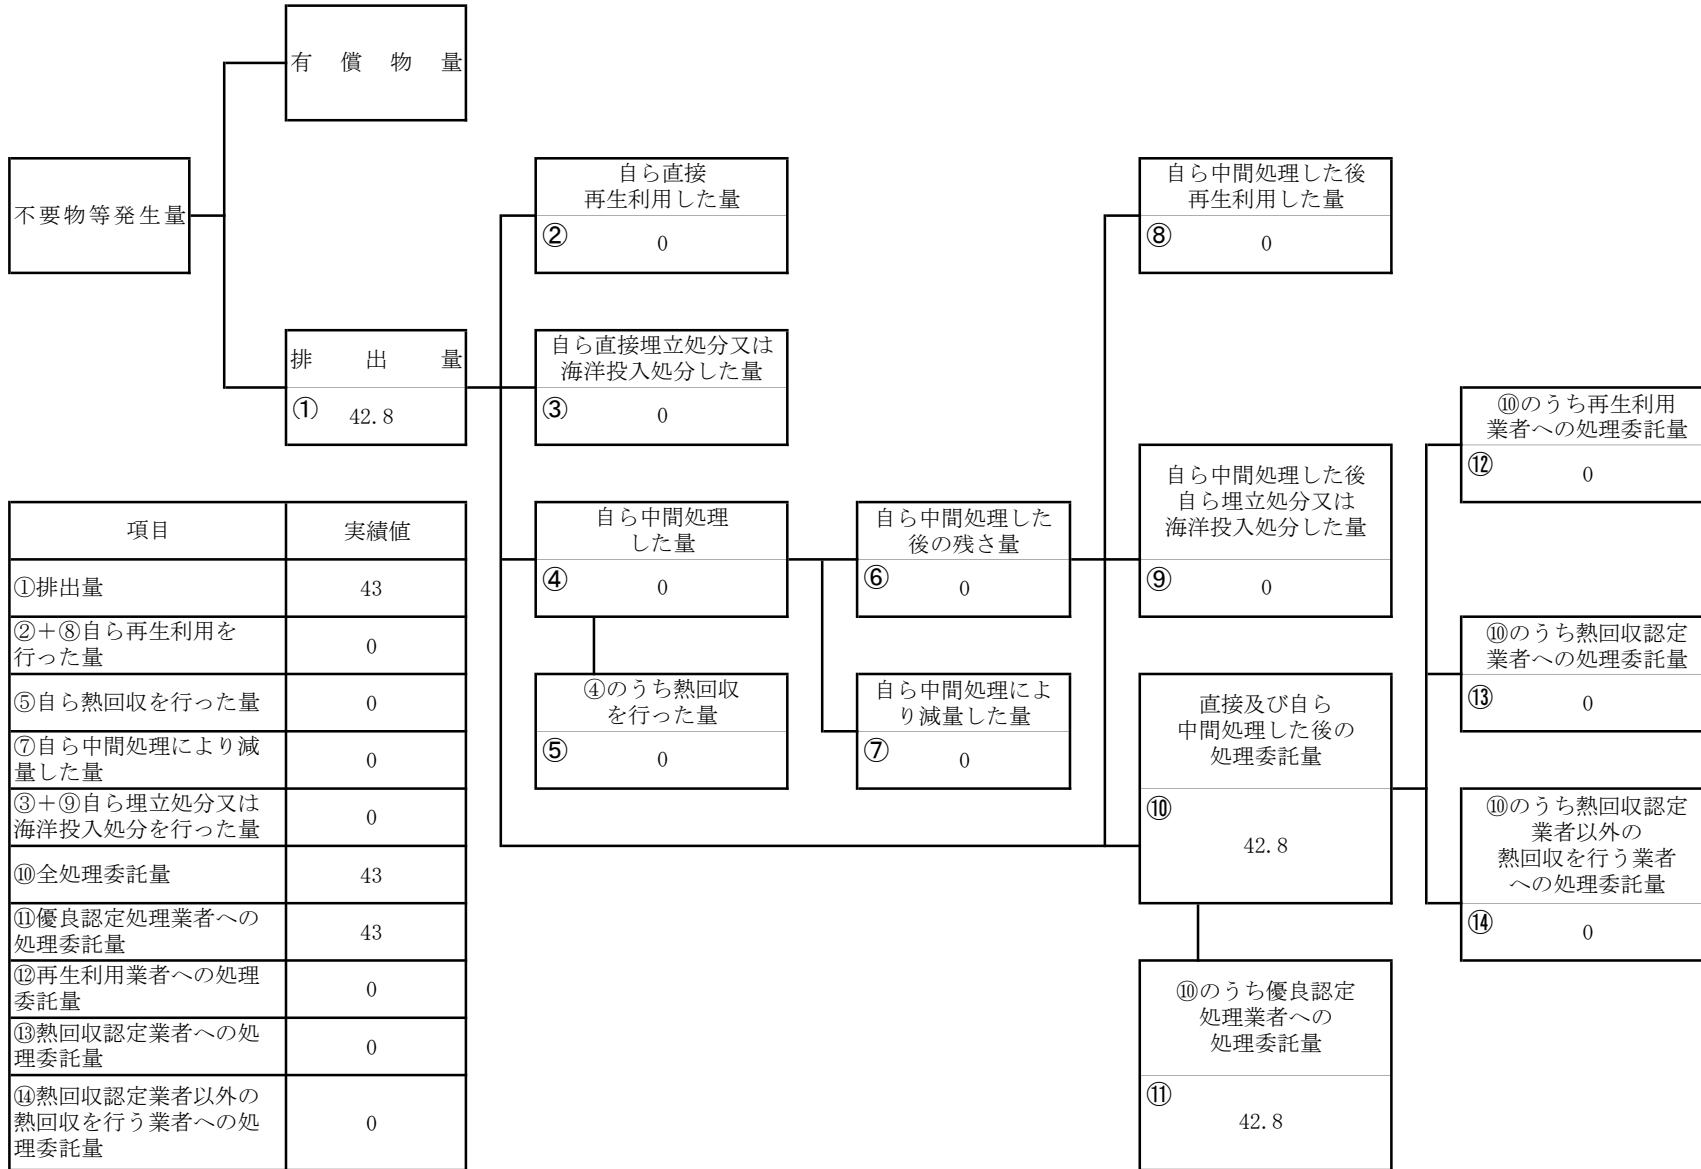 有償物量
不要物等発生量
排出量
① 42.8
自ら直接
再生利用した量
② 0
自ら直接埋立処分又は
海洋投入処分した量
③ 0
自ら中間処理
した量
④ 0
④のうち熱回収
を行った量
⑤ 0
自ら中間処理した
後の残さ量
⑥ 0
自ら中間処理によ
り減量した量
⑦ 0
自ら中間処理した後
再生利用した量
⑧ 0
自ら中間処理した後
自ら埋立処分又は
海洋投入処分した量
⑨ 0
直接及び自ら
中間処理した後の
処理委託量
⑩
42.8
⑩のうち優良認定
処理業者への
処理委託量
⑪
42.8
⑩のうち再生利用
業者への処理委託量
⑫ 0
⑩のうち熱回収認定
業者への処理委託量
⑬ 0
⑩のうち熱回収認定
業者以外の
熱回収を行う業者
への処理委託量
⑭ 0
項目 実績値
①排出量 43
②+⑧自ら再生利用を
行った量 0
⑤自ら熱回収を行った量 0
⑦自ら中間処理により減
量した量 0
③+⑨自ら埋立処分又は
海洋投入処分を行った量 0
⑩全処理委託量 43
⑪優良認定処理業者への
処理委託量 43
⑫再生利用業者への処理
委託量 0
⑬熱回収認定業者への処
理委託量 0
⑭熱回収認定業者以外の
熱回収を行う業者への処
理委託量 0